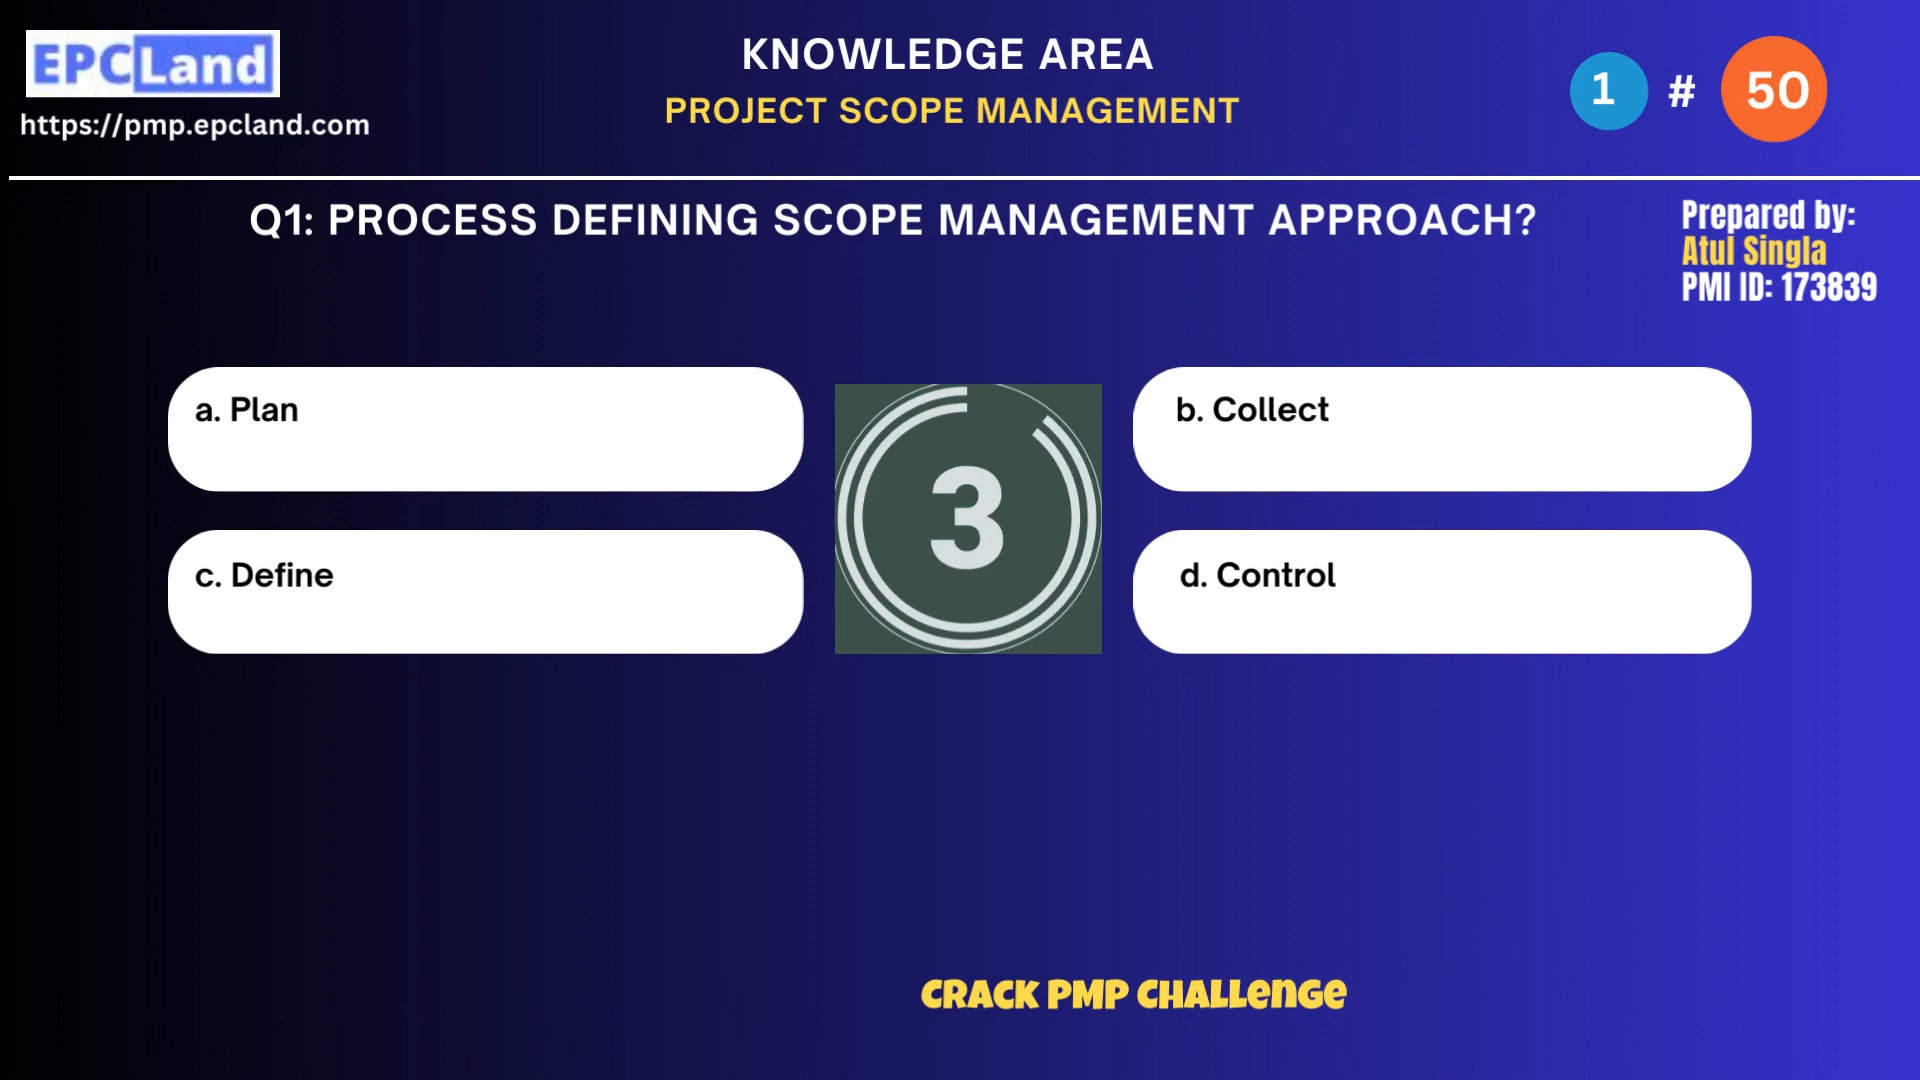 EPCLand
https://pmp.epcland.com
KNOWLEDGE AREA
PROJECT SCOPE MANAGEMENT
1 # 50
Q1: PROCESS DEFINING SCOPE MANAGEMENT APPROACH?
Prepared by:
Atul Singla
PMI ID: 173839
a. Plan
b. Collect
3
c. Define
d. Control
CRACK PMP CHALLENGE